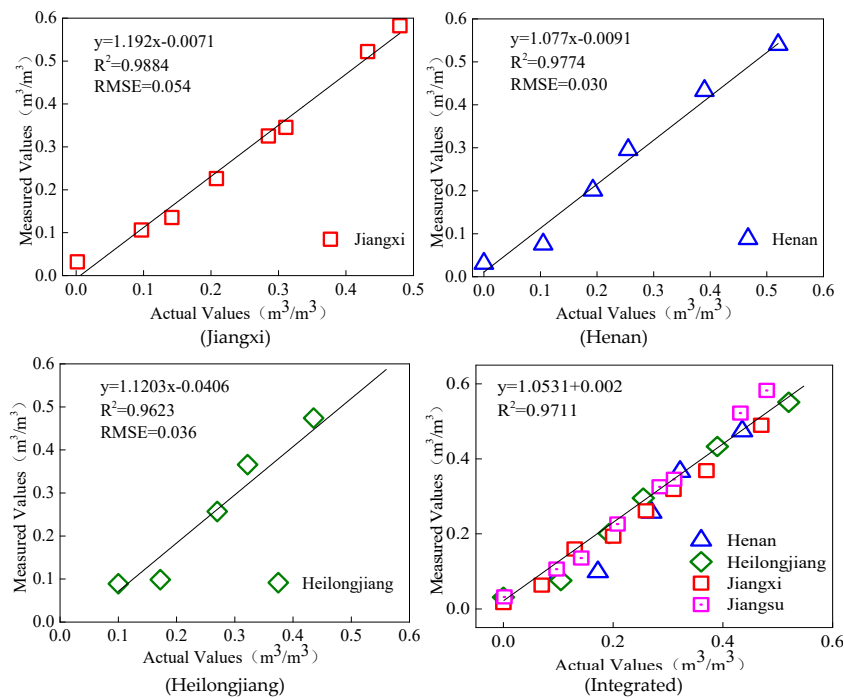 y=1.192x-0.0071
R²=0.9884
RMSE=0.054
Jiangxi
Measured Values（m³/m³）
0.6
0.5
0.4
0.3
0.2
0.1
0.0
0.0 0.1 0.2 0.3 0.4 0.5
Actual Values（m³/m³）
(Jiangxi)
y=1.077x-0.0091
R²=0.9774
RMSE=0.030
Henan
Measured Values（m³/m³）
0.6
0.5
0.4
0.3
0.2
0.1
0.0
0.0 0.1 0.2 0.3 0.4 0.6
Actual Values（m³/m³）
(Henan)
y=1.1203x-0.0406
R²=0.9623
RMSE=0.036
Heilongjiang
Measured Values（m³/m³）
0.6
0.5
0.4
0.3
0.2
0.1
0.0
0.1 0.2 0.3 0.4 0.6
Actual Values（m³/m³）
(Heilongjiang)
y=1.0531+0.002
R²=0.9711
Henan
Heilongjiang
Jiangxi
Jiangsu
Measured Values（m³/m³）
0.6
0.4
0.2
0.0
0.0 0.2 0.4 0.6
Actual Values（m³/m³）
(Integrated)